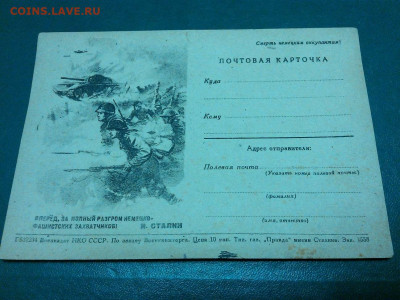 COINS.LAVE.RU
Смерть немецким оккупантам!
ПОЧТОВАЯ КАРТОЧКА
Куда
Кому
Адрес отправителя:
Полевая почта
(Указать номер полевой почты)
(фамилия)
(имя, отчество)
ВПЕРЁД, ЗА ПОЛНЫЙ РАЗГРОМ НЕМЕЦКО-
ФАШИСТСКИХ ЗАХВАТЧИКОВ!
И. СТАЛИН
Воениздат НКО СССР. По заказу Военторга. Цена 10 коп. Тип. газ. „Правда" имени Сталина. Зак.